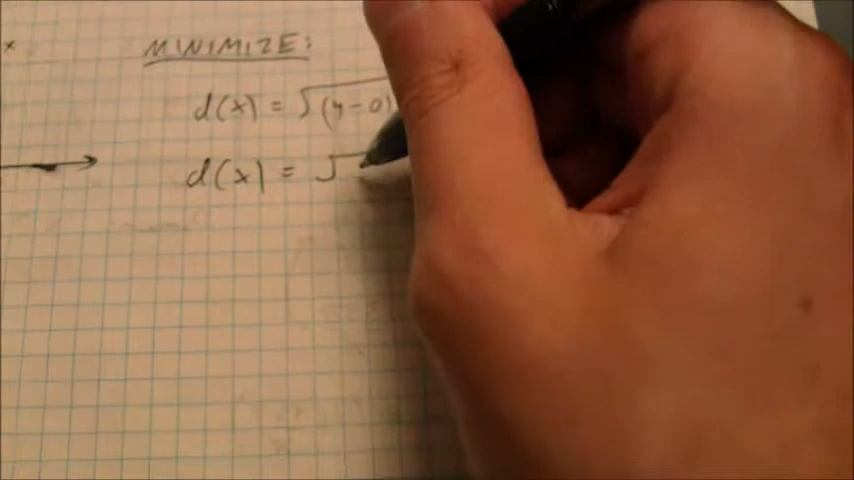 x
MINIMIZE:
d(x) = √(y-0)
d(x) = √